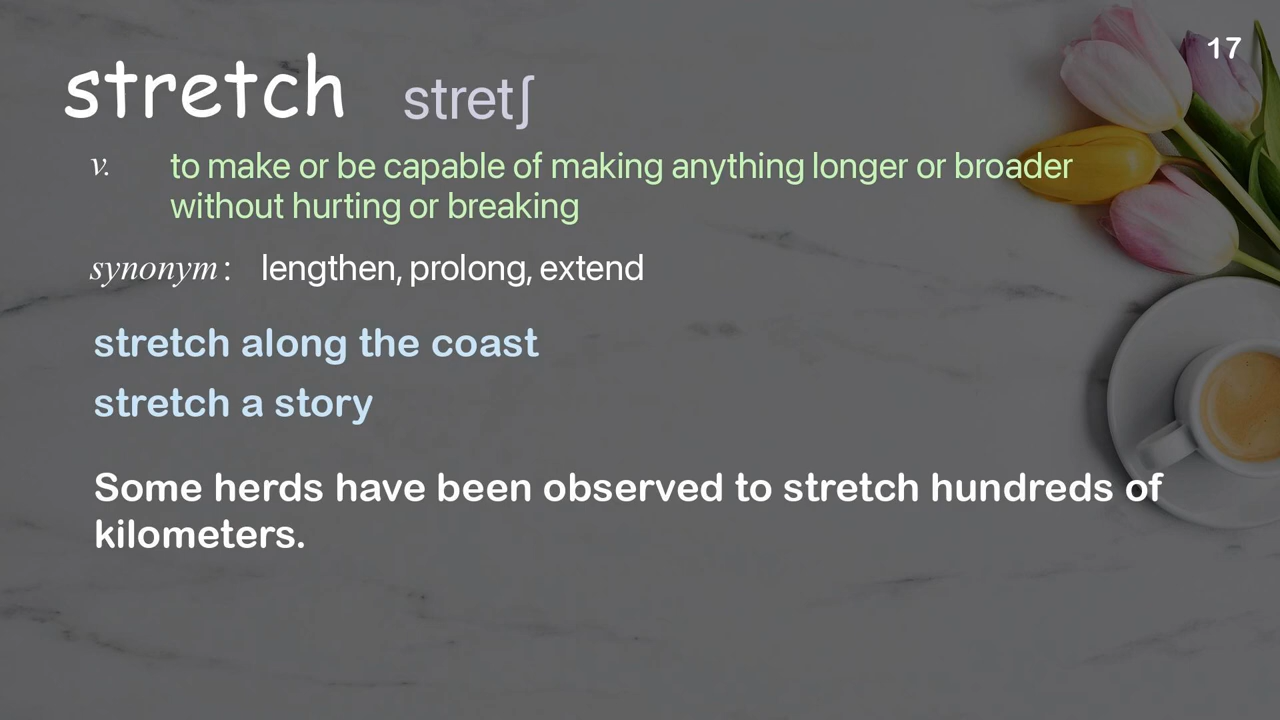 17
stretch stretʃ
v. to make or be capable of making anything longer or broader
without hurting or breaking
synonym: lengthen, prolong, extend
stretch along the coast
stretch a story
Some herds have been observed to stretch hundreds of
kilometers.